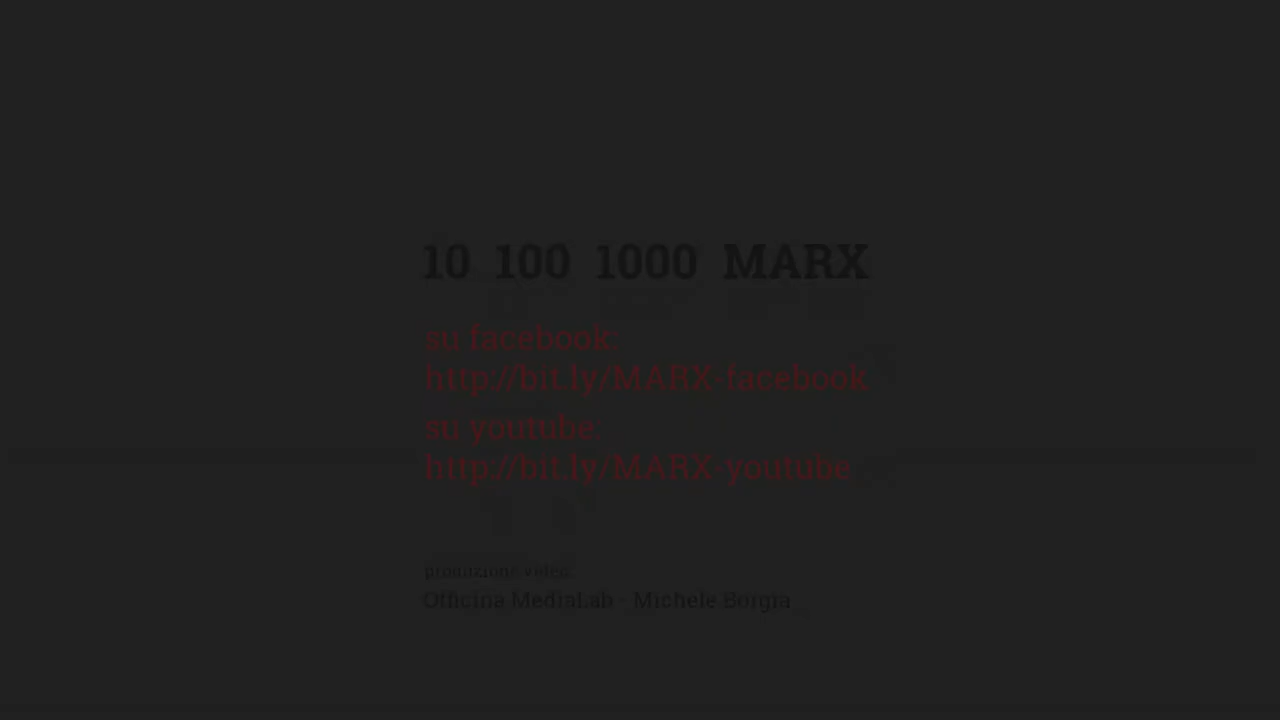 10 100 1000 MARX
su facebook:
http://bit.ly/MARX-facebook
su youtube:
http://bit.ly/MARX-youtube
produzione video:
Officina MediaLab - Michele Borgia